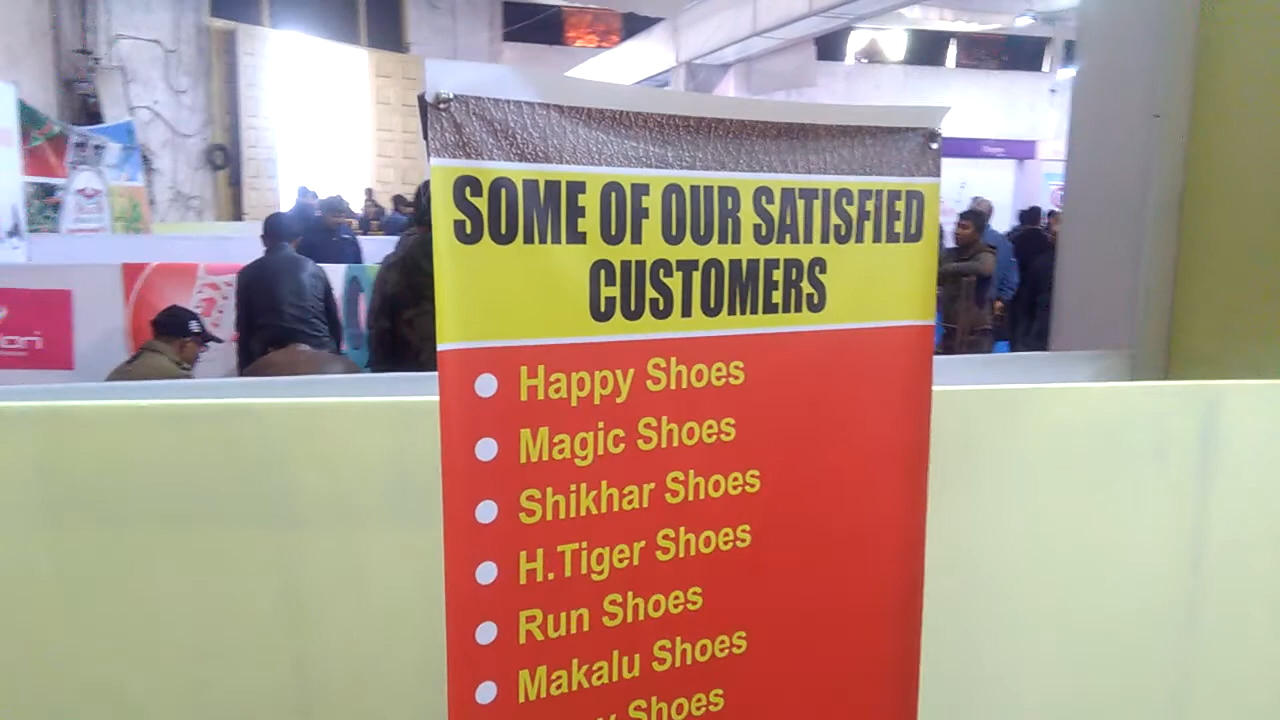 SOME OF OUR SATISFIED
CUSTOMERS
Happy Shoes
Magic Shoes
Shikhar Shoes
H.Tiger Shoes
Run Shoes
Makalu Shoes
Shoes